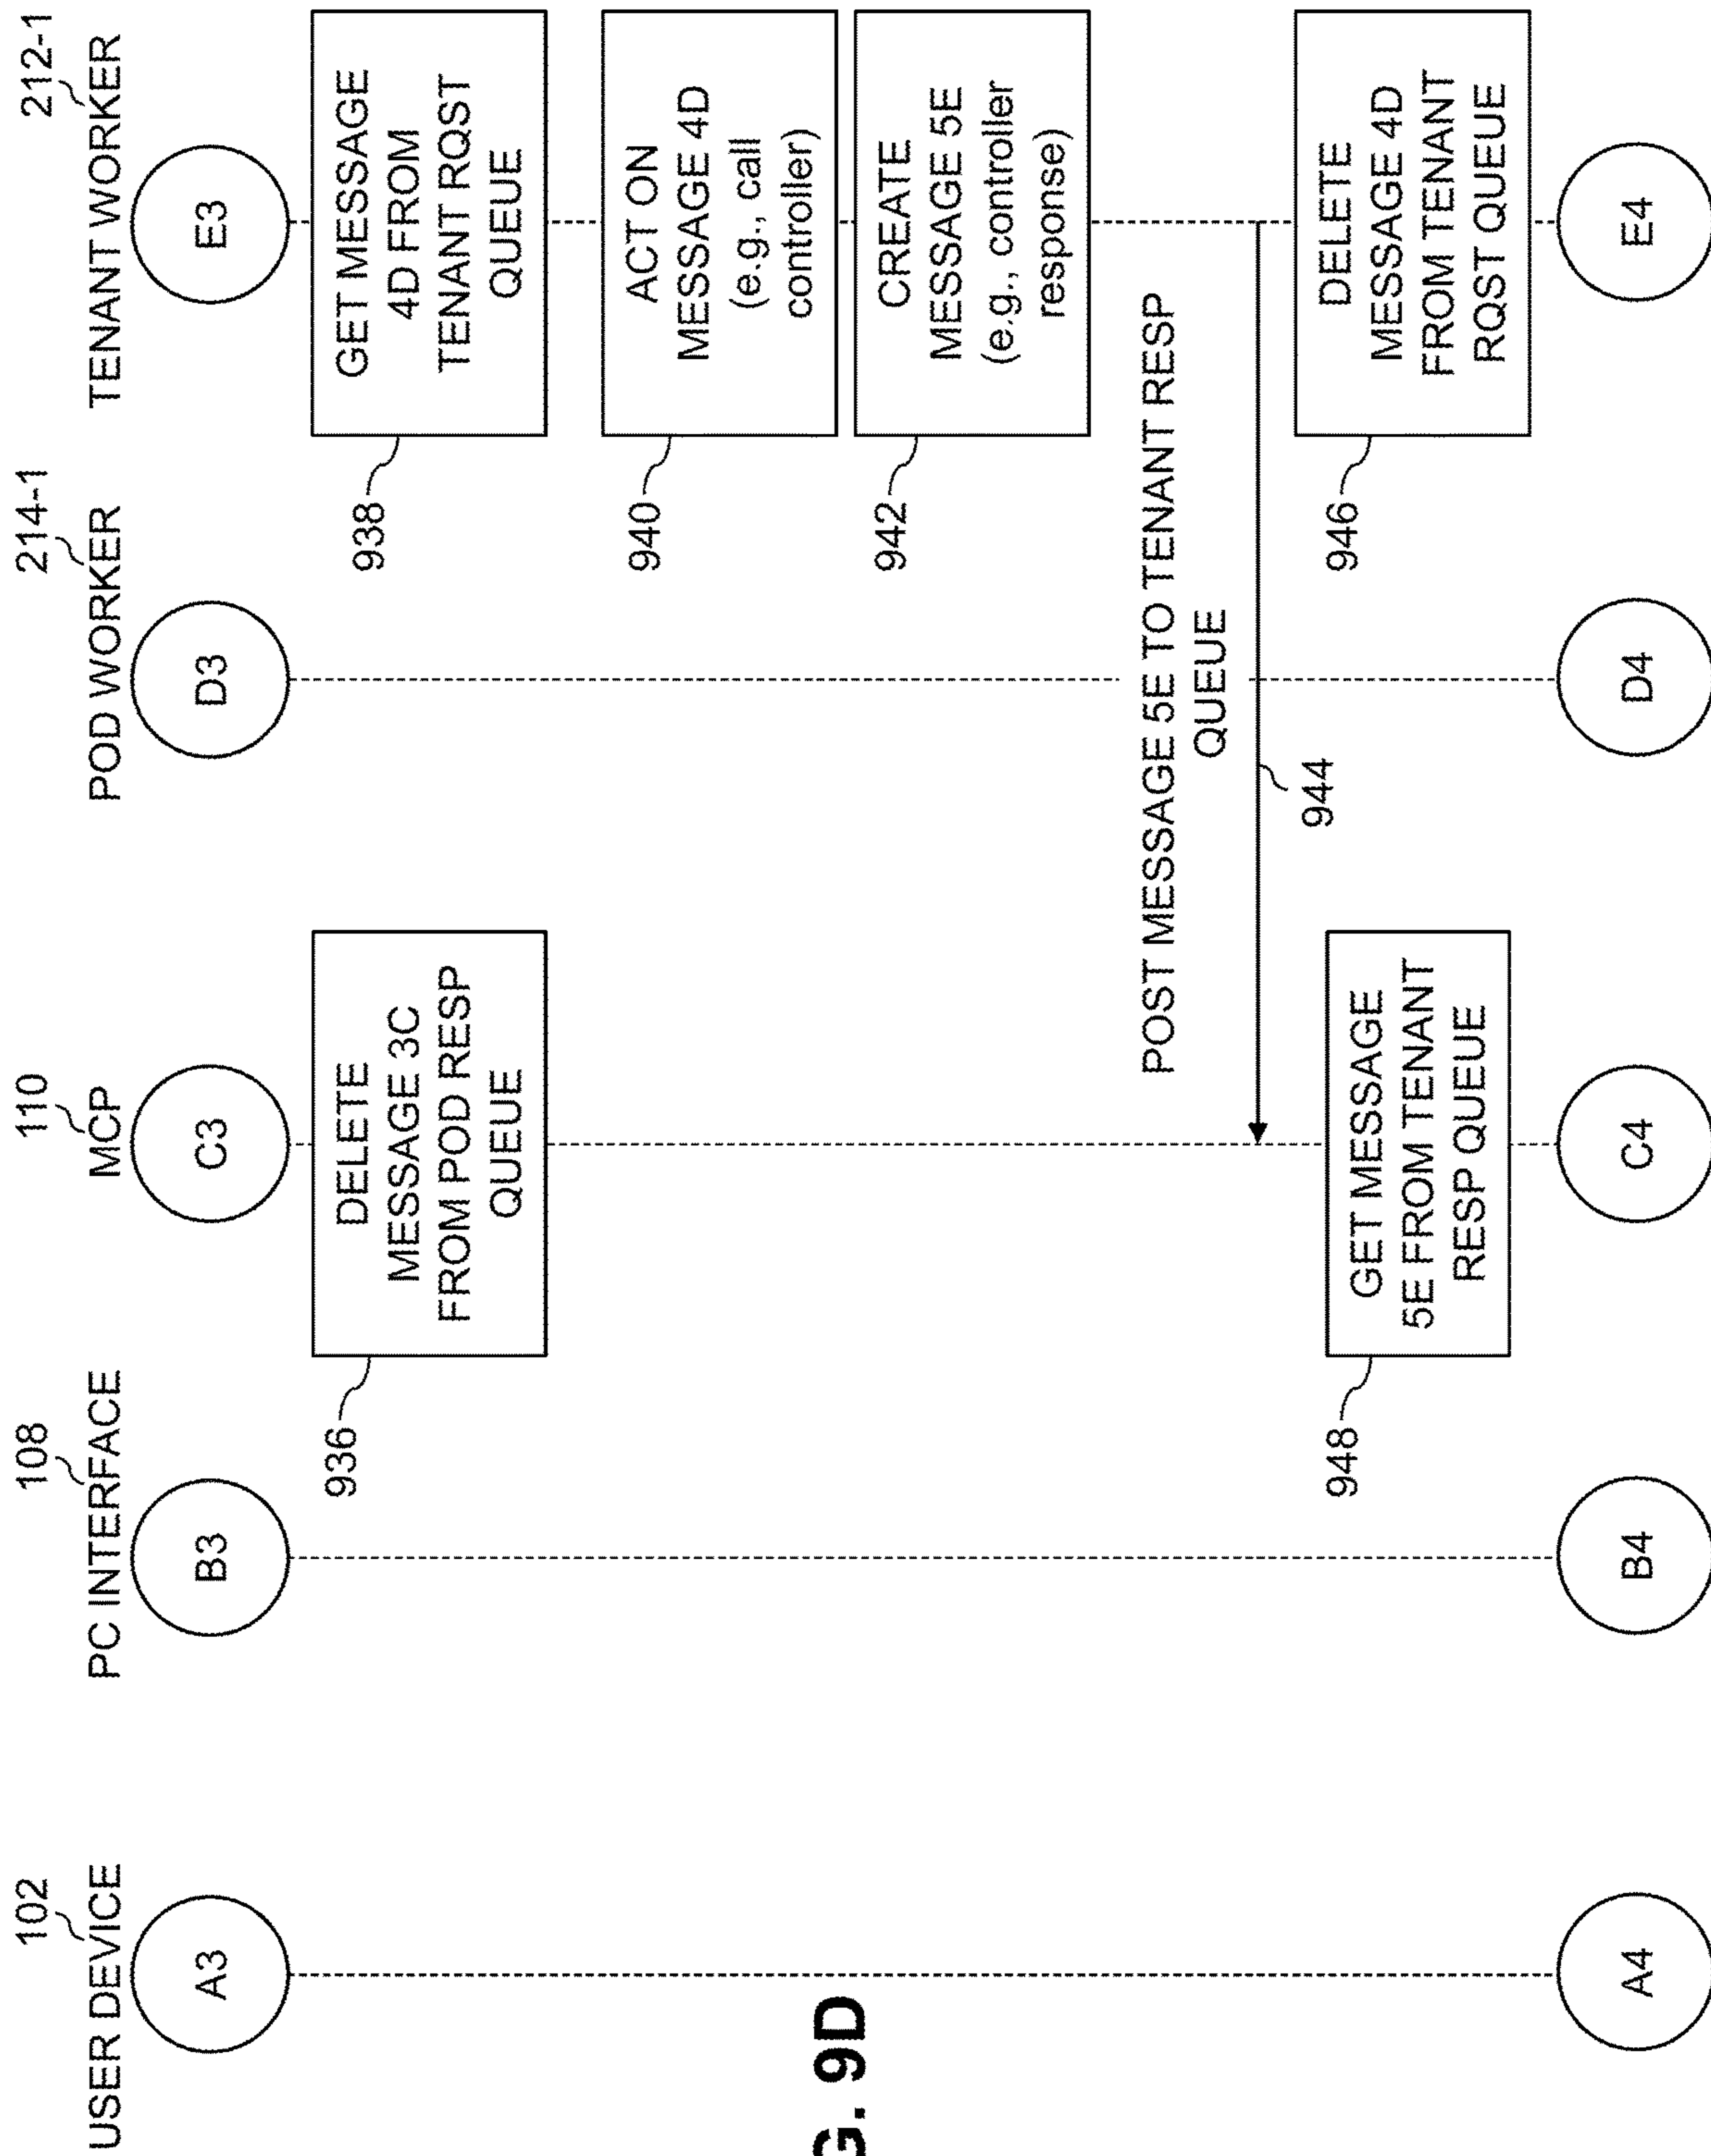 102
USER DEVICE
108
PC INTERFACE
110
MCP
214-1
POD WORKER
212-1
TENANT WORKER
A3
B3
C3
D3
E3
936
DELETE
MESSAGE 3C
FROM POD RESP
QUEUE
938
GET MESSAGE
4D FROM
TENANT RQST
QUEUE
940
ACT ON
MESSAGE 4D
(e.g., call
controller)
942
CREATE
MESSAGE 5E
(e.g., controller
response)
POST MESSAGE 5E TO TENANT RESP
QUEUE
944
946
DELETE
MESSAGE 4D
FROM TENANT
RQST QUEUE
948
GET MESSAGE
5E FROM TENANT
RESP QUEUE
A4
B4
C4
D4
E4
G. 9D